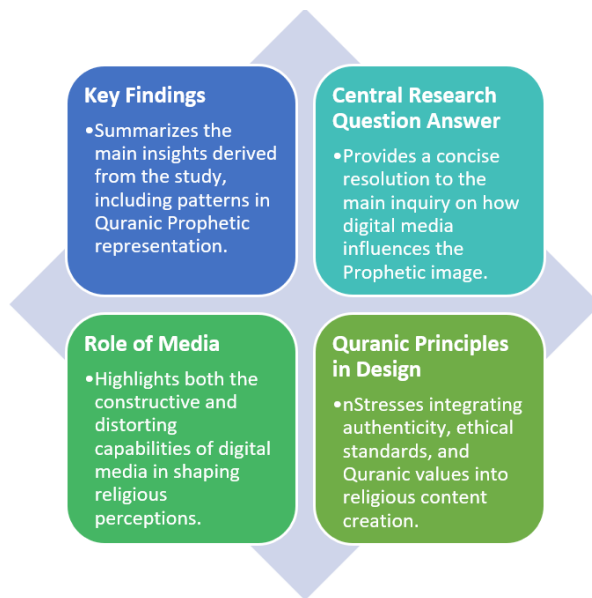 Key Findings
•Summarizes the
main insights derived
from the study,
including patterns in
Quranic Prophetic
representation.
Central Research
Question Answer
•Provides a concise
resolution to the
main inquiry on how
digital media
influences the
Prophetic image.
Role of Media
•Highlights both the
constructive and
distorting
capabilities of digital
media in shaping
religious
perceptions.
Quranic Principles
in Design
•nStresses integrating
authenticity, ethical
standards, and
Quranic values into
religious content
creation.